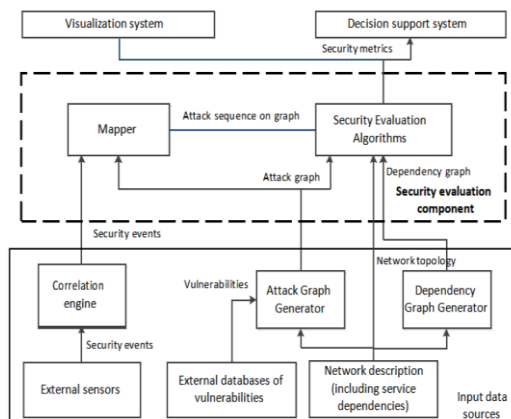 Visualization system
Decision support system
Security metrics
Mapper
Attack sequence on graph
Security Evaluation
Algorithms
Attack graph
Dependency graph
Security evaluation
component
Security events
Network topology
Correlation
engine
Vulnerabilities
Attack Graph
Generator
Dependency
Graph Generator
Security events
External sensors
External databases of
vulnerabilities
Network description
(including service
dependencies)
Input data
sources